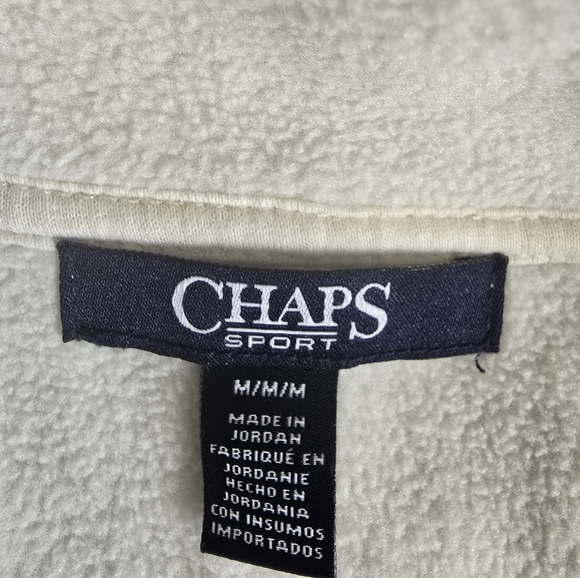 CHAPS
SPORT
M/M/M
MADE IN
JORDAN
FABRIQUÉ EN
JORDANIE
HECHO EN
JORDANIA
CON INSUMOS
IMPORTADOS